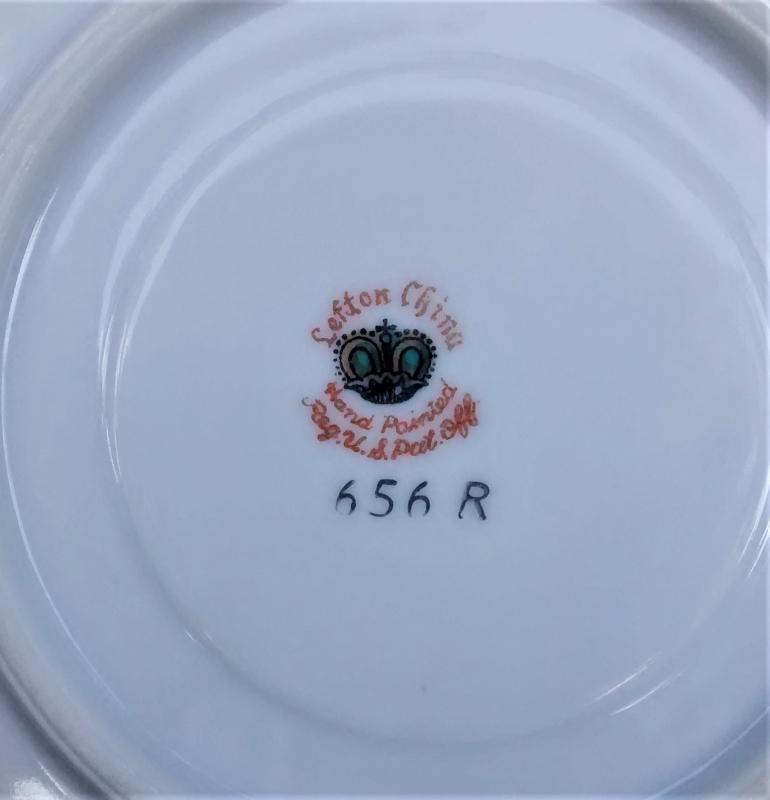 Lefton China
Hand Painted
Reg. U. S. Pat. Off.
656 R